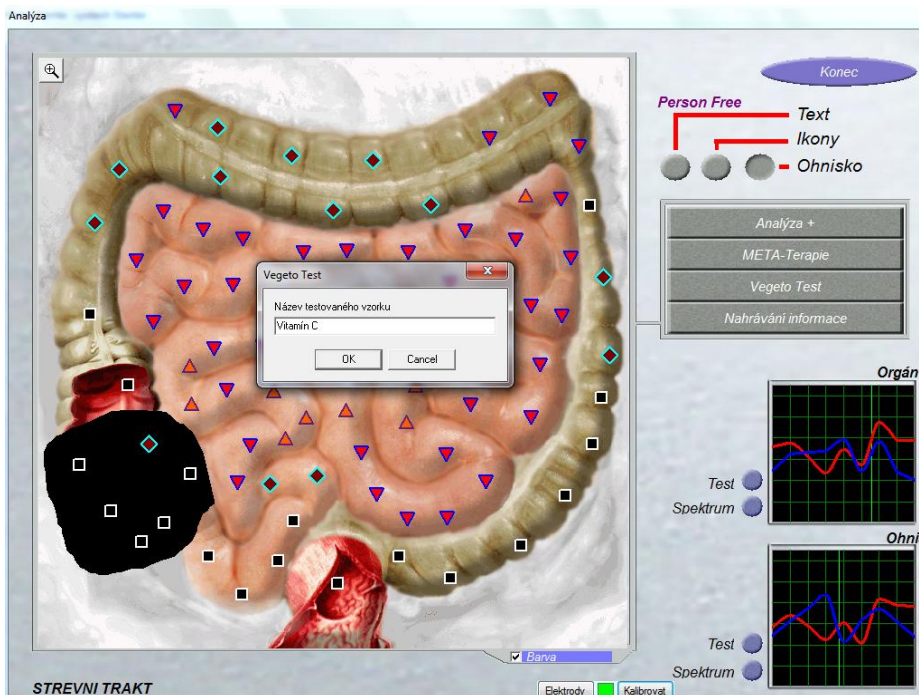 Analýza
Konec
Person Free
Text
Ikony
Ohnisko
Analýza +
META-Terapie
Vegeto Test
Nahrávání informace
Vegeto Test
Název testovaného vzorku
Vitamín C
OK
Cancel
Orgán
Test
Spektrum
Ohni
Test
Spektrum
Barva
STREVNI TRAKT
Elektrody
Kalibrovat